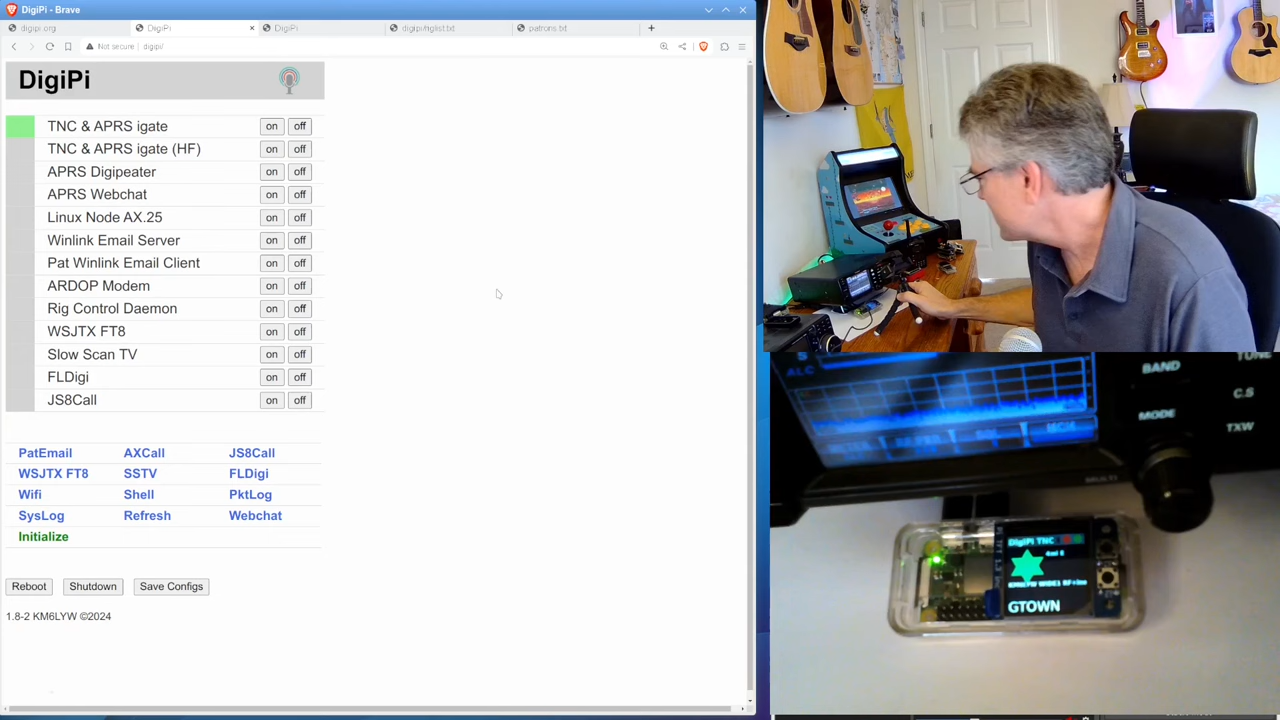 DigiPi - Brave
digipi.org
DigiPi
DigiPi
digipi/tglist.txt
patrons.txt
Not secure
digipi/
DigiPi
TNC & APRS igate on off
TNC & APRS igate (HF) on off
APRS Digipeater on off
APRS Webchat on off
Linux Node AX.25 on off
Winlink Email Server on off
Pat Winlink Email Client on off
ARDOP Modem on off
Rig Control Daemon on off
WSJTX FT8 on off
Slow Scan TV on off
FLDigi on off
JS8Call on off
PatEmail AXCall JS8Call
WSJTX FT8 SSTV FLDigi
Wifi Shell PktLog
SysLog Refresh Webchat
Initialize
Reboot Shutdown Save Configs
1.8-2 KM6LYW ©2024
S
ALC
BAND
MODE
C.S
TXW
MULTI
DigiPi TNC
GTOWN